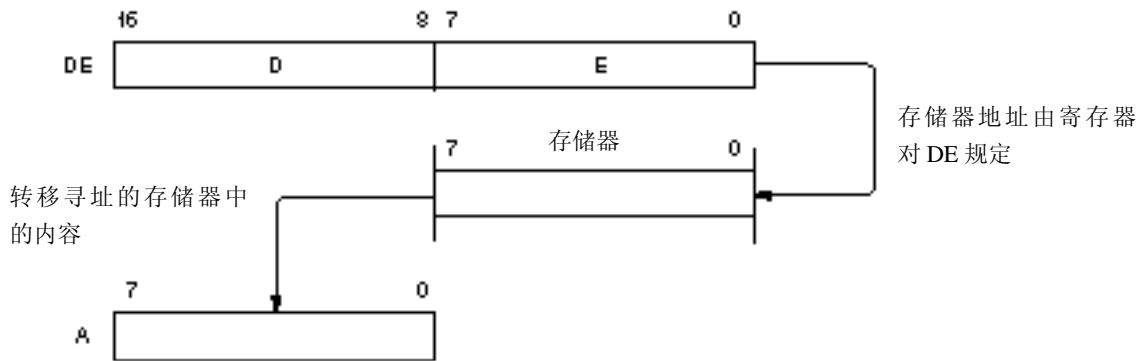 16 8 7 0
DE D E
存储器地址由寄存器
对 DE 规定
存储器
7 0
转移寻址的存储器中
的内容
7 0
A